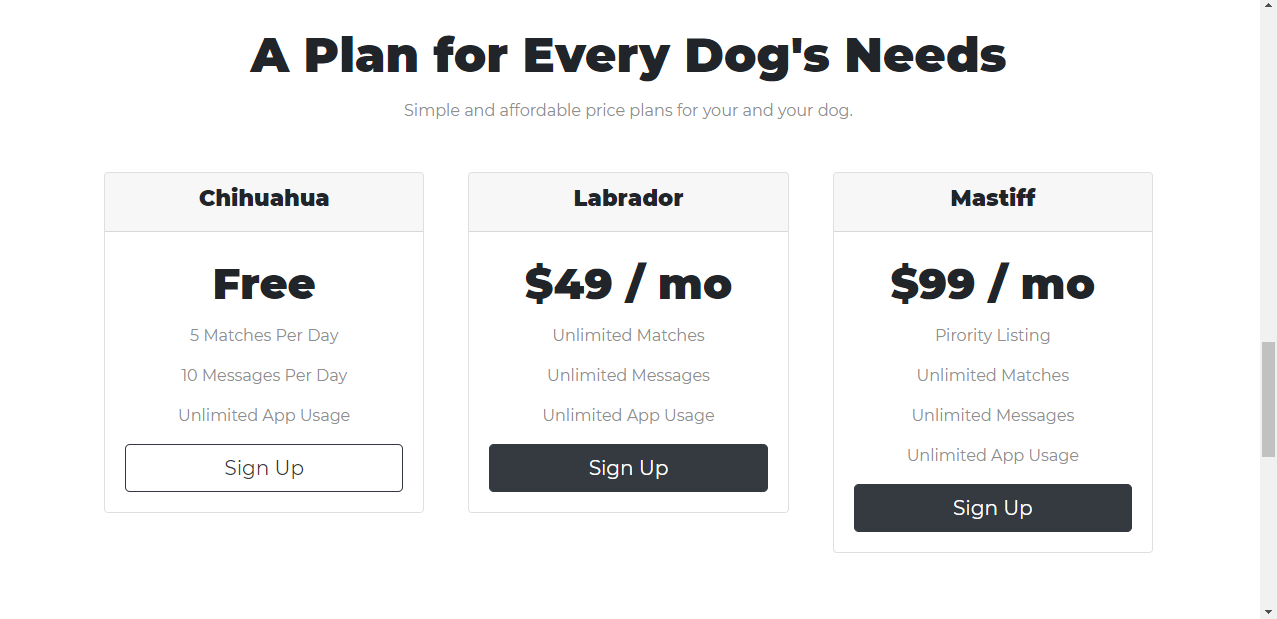 A Plan for Every Dog's Needs
Simple and affordable price plans for your and your dog.
Chihuahua
Free
5 Matches Per Day
10 Messages Per Day
Unlimited App Usage
Sign Up
Labrador
$49 / mo
Unlimited Matches
Unlimited Messages
Unlimited App Usage
Sign Up
Mastiff
$99 / mo
Pirority Listing
Unlimited Matches
Unlimited Messages
Unlimited App Usage
Sign Up